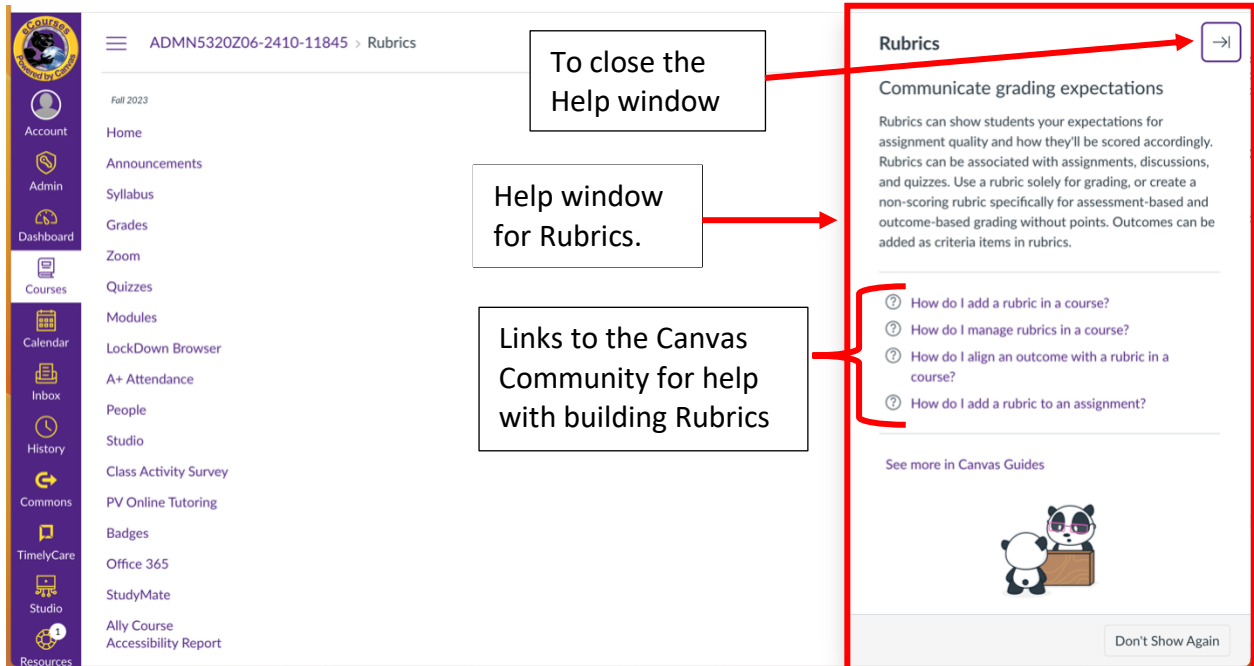 eCourses
Powered by Canvas
Account
Admin
Dashboard
Courses
Calendar
Inbox
History
Commons
TimelyCare
Studio
1
Resources
ADMN5320Z06-2410-11845 › Rubrics
Fall 2023
Home
Announcements
Syllabus
Grades
Zoom
Quizzes
Modules
LockDown Browser
A+ Attendance
People
Studio
Class Activity Survey
PV Online Tutoring
Badges
Office 365
StudyMate
Ally Course
Accessibility Report
To close the
Help window
Help window
for Rubrics.
Links to the Canvas
Community for help
with building Rubrics
Rubrics
Communicate grading expectations
Rubrics can show students your expectations for
assignment quality and how they'll be scored accordingly.
Rubrics can be associated with assignments, discussions,
and quizzes. Use a rubric solely for grading, or create a
non-scoring rubric specifically for assessment-based and
outcome-based grading without points. Outcomes can be
added as criteria items in rubrics.
How do I add a rubric in a course?
How do I manage rubrics in a course?
How do I align an outcome with a rubric in a
course?
How do I add a rubric to an assignment?
See more in Canvas Guides
Don't Show Again